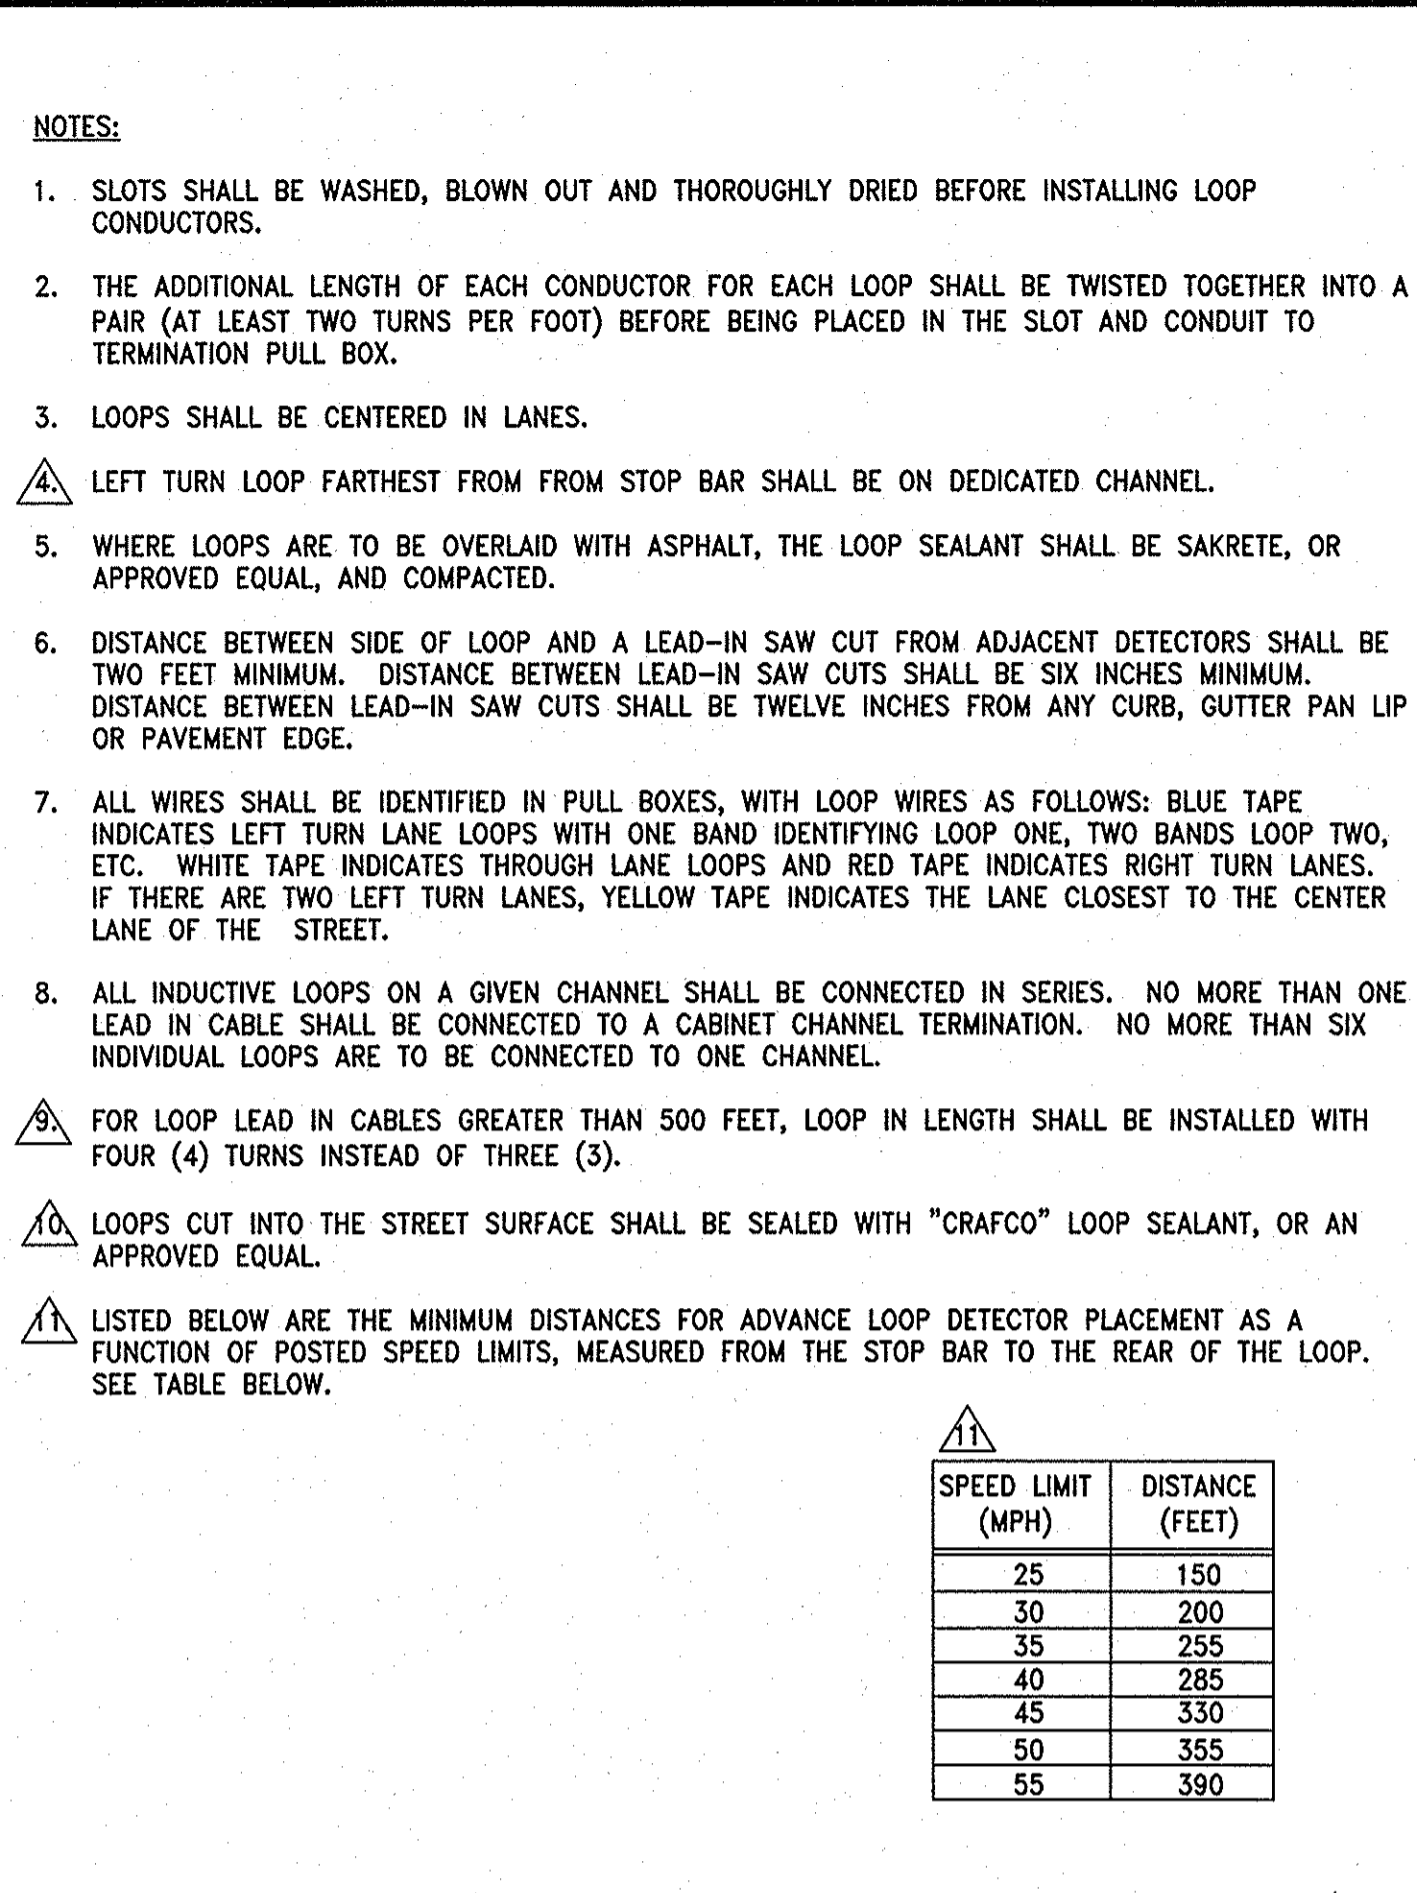 NOTES:
1. SLOTS SHALL BE WASHED, BLOWN OUT AND THOROUGHLY DRIED BEFORE INSTALLING LOOP
CONDUCTORS.
2. THE ADDITIONAL LENGTH OF EACH CONDUCTOR FOR EACH LOOP SHALL BE TWISTED TOGETHER INTO A
PAIR (AT LEAST TWO TURNS PER FOOT) BEFORE BEING PLACED IN THE SLOT AND CONDUIT TO
TERMINATION PULL BOX.
3. LOOPS SHALL BE CENTERED IN LANES.
4. LEFT TURN LOOP FARTHEST FROM FROM STOP BAR SHALL BE ON DEDICATED CHANNEL.
5. WHERE LOOPS ARE TO BE OVERLAID WITH ASPHALT, THE LOOP SEALANT SHALL BE SAKRETE, OR
APPROVED EQUAL, AND COMPACTED.
6. DISTANCE BETWEEN SIDE OF LOOP AND A LEAD-IN SAW CUT FROM ADJACENT DETECTORS SHALL BE
TWO FEET MINIMUM. DISTANCE BETWEEN LEAD-IN SAW CUTS SHALL BE SIX INCHES MINIMUM.
DISTANCE BETWEEN LEAD-IN SAW CUTS SHALL BE TWELVE INCHES FROM ANY CURB, GUTTER PAN LIP
OR PAVEMENT EDGE.
7. ALL WIRES SHALL BE IDENTIFIED IN PULL BOXES, WITH LOOP WIRES AS FOLLOWS: BLUE TAPE
INDICATES LEFT TURN LANE LOOPS WITH ONE BAND IDENTIFYING LOOP ONE, TWO BANDS LOOP TWO,
ETC. WHITE TAPE INDICATES THROUGH LANE LOOPS AND RED TAPE INDICATES RIGHT TURN LANES.
IF THERE ARE TWO LEFT TURN LANES, YELLOW TAPE INDICATES THE LANE CLOSEST TO THE CENTER
LANE OF THE STREET.
8. ALL INDUCTIVE LOOPS ON A GIVEN CHANNEL SHALL BE CONNECTED IN SERIES. NO MORE THAN ONE
LEAD IN CABLE SHALL BE CONNECTED TO A CABINET CHANNEL TERMINATION. NO MORE THAN SIX
INDIVIDUAL LOOPS ARE TO BE CONNECTED TO ONE CHANNEL.
9. FOR LOOP LEAD IN CABLES GREATER THAN 500 FEET, LOOP IN LENGTH SHALL BE INSTALLED WITH
FOUR (4) TURNS INSTEAD OF THREE (3).
10. LOOPS CUT INTO THE STREET SURFACE SHALL BE SEALED WITH "CRAFCO" LOOP SEALANT, OR AN
APPROVED EQUAL.
11 LISTED BELOW ARE THE MINIMUM DISTANCES FOR ADVANCE LOOP DETECTOR PLACEMENT AS A
FUNCTION OF POSTED SPEED LIMITS, MEASURED FROM THE STOP BAR TO THE REAR OF THE LOOP.
SEE TABLE BELOW.
11
SPEED LIMIT DISTANCE
(MPH) (FEET)
25 150
30 200
35 255
40 285
45 330
50 355
55 390